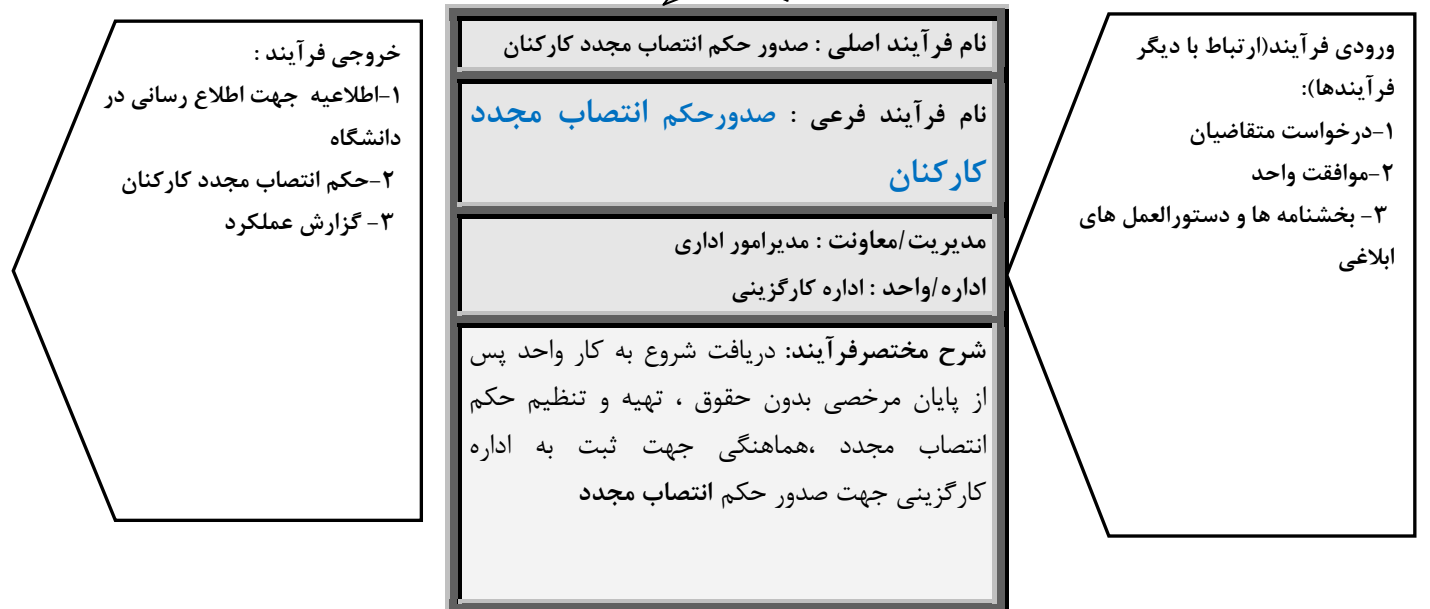 ورودی فرآیند(ارتباط با دیگر
فرآیندها):
۱-درخواست متقاضیان
۲-موافقت واحد
۳- بخشنامه ها و دستورالعمل های
ابلاغی
نام فرآیند اصلی : صدور حکم انتصاب مجدد کارکنان
نام فرآیند فرعی : صدورحکم انتصاب مجدد
کارکنان
مدیریت/معاونت : مدیرامور اداری
اداره/واحد : اداره کارگزینی
شرح مختصرفرآیند: دریافت شروع به کار واحد پس
از پایان مرخصی بدون حقوق ، تهیه و تنظیم حکم
انتصاب مجدد ،هماهنگی جهت ثبت به اداره
کارگزینی جهت صدور حکم انتصاب مجدد
خروجی فرآیند :
۱-اطلاعیه جهت اطلاع رسانی در
دانشگاه
۲-حکم انتصاب مجدد کارکنان
۳- گزارش عملکرد